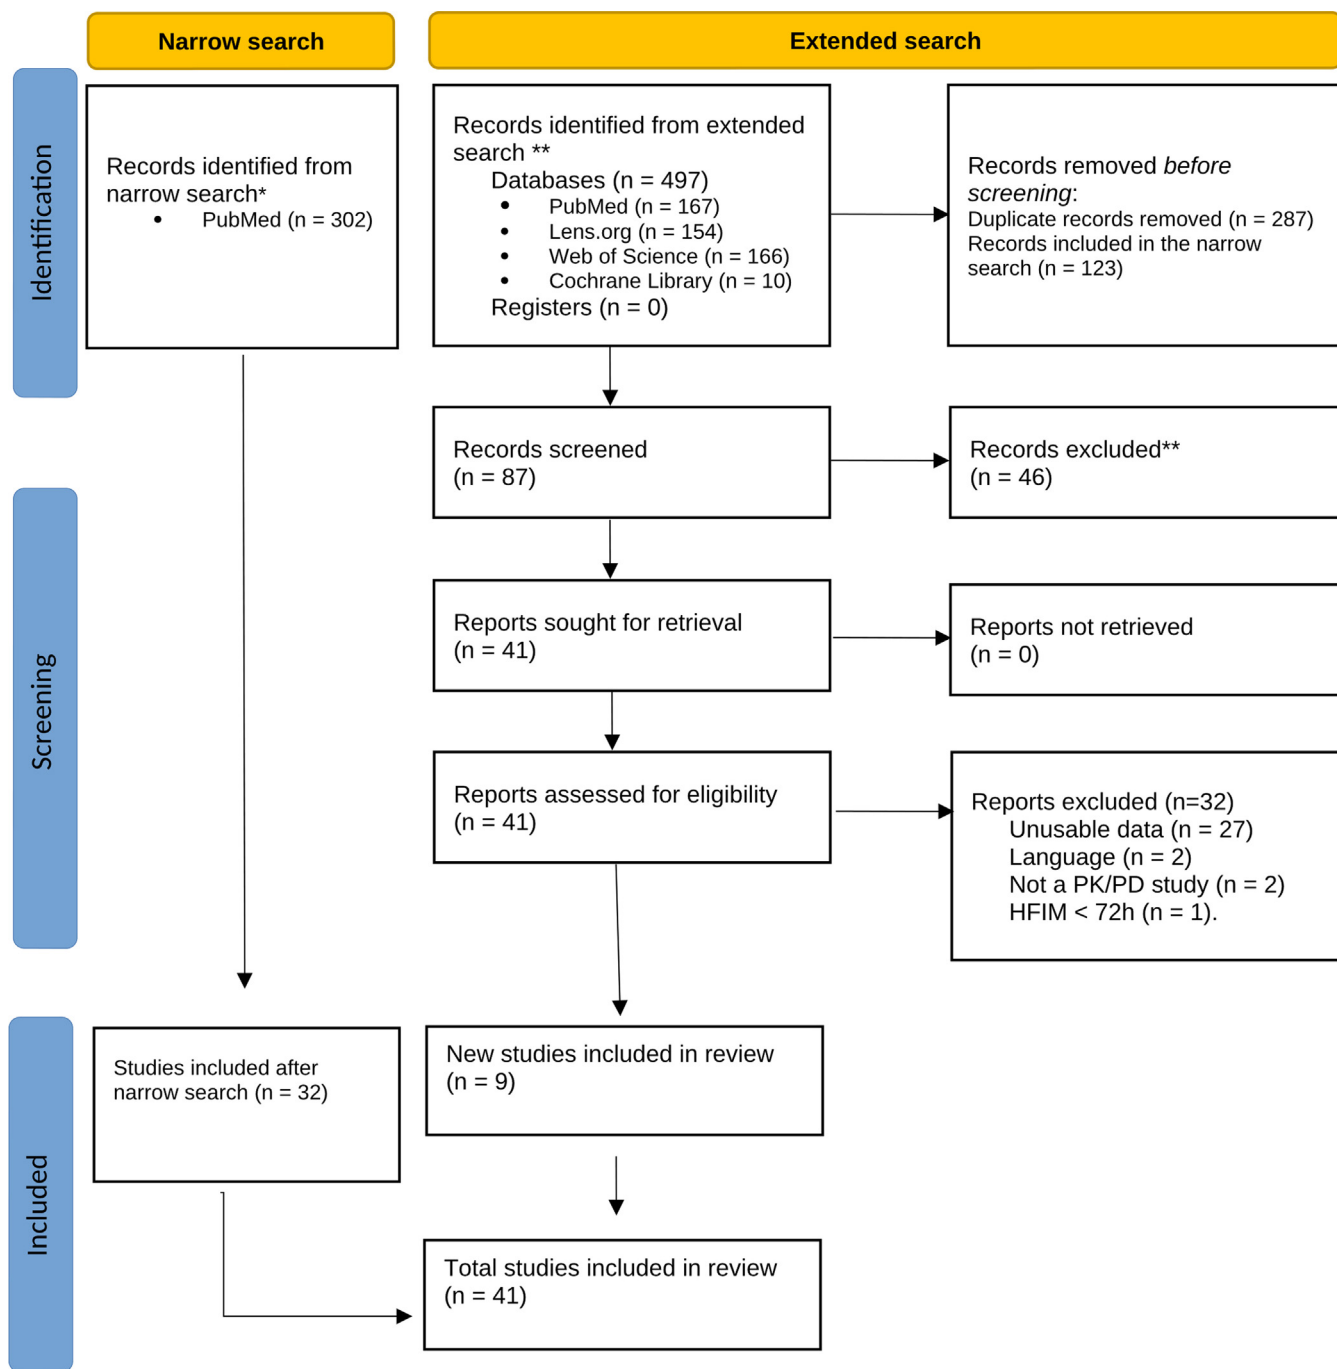 Narrow search
Extended search
Identification
Records identified from
narrow search*
• PubMed (n = 302)
Records identified from extended
search **
Databases (n = 497)
• PubMed (n = 167)
• Lens.org (n = 154)
• Web of Science (n = 166)
• Cochrane Library (n = 10)
Registers (n = 0)
Records removed before
screening:
Duplicate records removed (n = 287)
Records included in the narrow
search (n = 123)
Screening
Records screened
(n = 87)
Records excluded**
(n = 46)
Reports sought for retrieval
(n = 41)
Reports not retrieved
(n = 0)
Reports assessed for eligibility
(n = 41)
Reports excluded (n=32)
Unusable data (n = 27)
Language (n = 2)
Not a PK/PD study (n = 2)
HFIM < 72h (n = 1).
Included
Studies included after
narrow search (n = 32)
New studies included in review
(n = 9)
Total studies included in review
(n = 41)